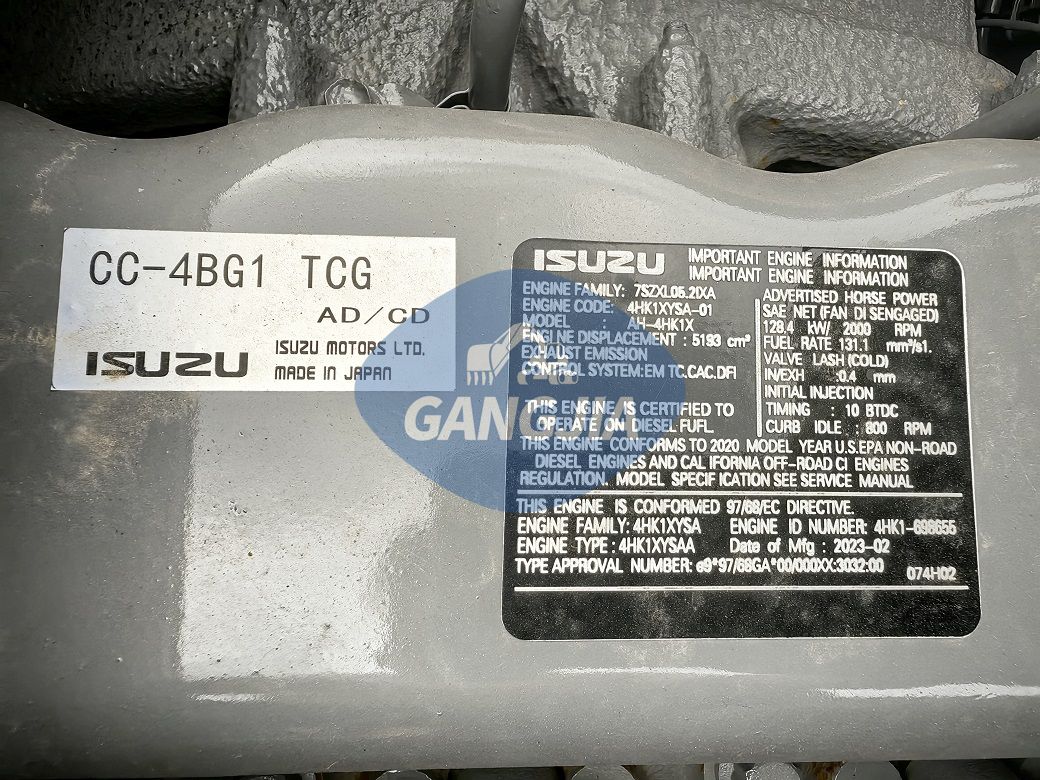 CC-4BG1 TCG
AD/CD
ISUZU
ISUZU MOTORS LTD.
MADE IN JAPAN
GANGJIA
ISUZU
IMPORTANT ENGINE INFORMATION
IMPORTANT ENGINE INFORMATION
ENGINE FAMILY: 7SZXL05.2DXA
ENGINE CODE: 4HK1XYSA-01
MODEL : AH-4HK1X
ENGINE DISPLACEMENT : 5193 cm³
EXHAUST EMISSION
CONTROL SYSTEM:EM TC.CAC.DFI
THIS ENGINE IS CERTIFIED TO
OPERATE ON DIESEL FUFL.
ADVERTISED HORSE POWER
SAE NET(FAN DI SENGAGED)
128.4 kW/ 2000 RPM
FUEL RATE 131.1 mm³/s1.
VALVE LASH (COLD)
IN/EXH :0.4 mm
INITIAL INJECTION
TIMING : 10 BTDC
CURB IDLE : 800 RPM
THIS ENGINE CONFORMS TO 2020 MODEL YEAR U.S.EPA NON-ROAD
DIESEL ENGINES AND CAL IFORNIA OFF-ROAD CI ENGINES
REGULATION. MODEL SPECIF ICATION SEE SERVICE MANUAL
THIS ENGINE IS CONFORMED 97/68/EC DIRECTIVE.
ENGINE FAMILY: 4HK1XYSA ENGINE ID NUMBER: 4HK1-698655
ENGINE TYPE: 4HK1XYSAA Date of Mfg : 2023-02
TYPE APPROVAL NUMBER: e9*97/68GA*00/000XX:3032:00
074H02